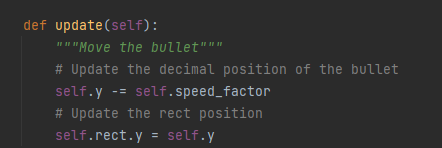 def update(self):
    """Move the bullet"""
    # Update the decimal position of the bullet
    self.y -= self.speed_factor
    # Update the rect position
    self.rect.y = self.y